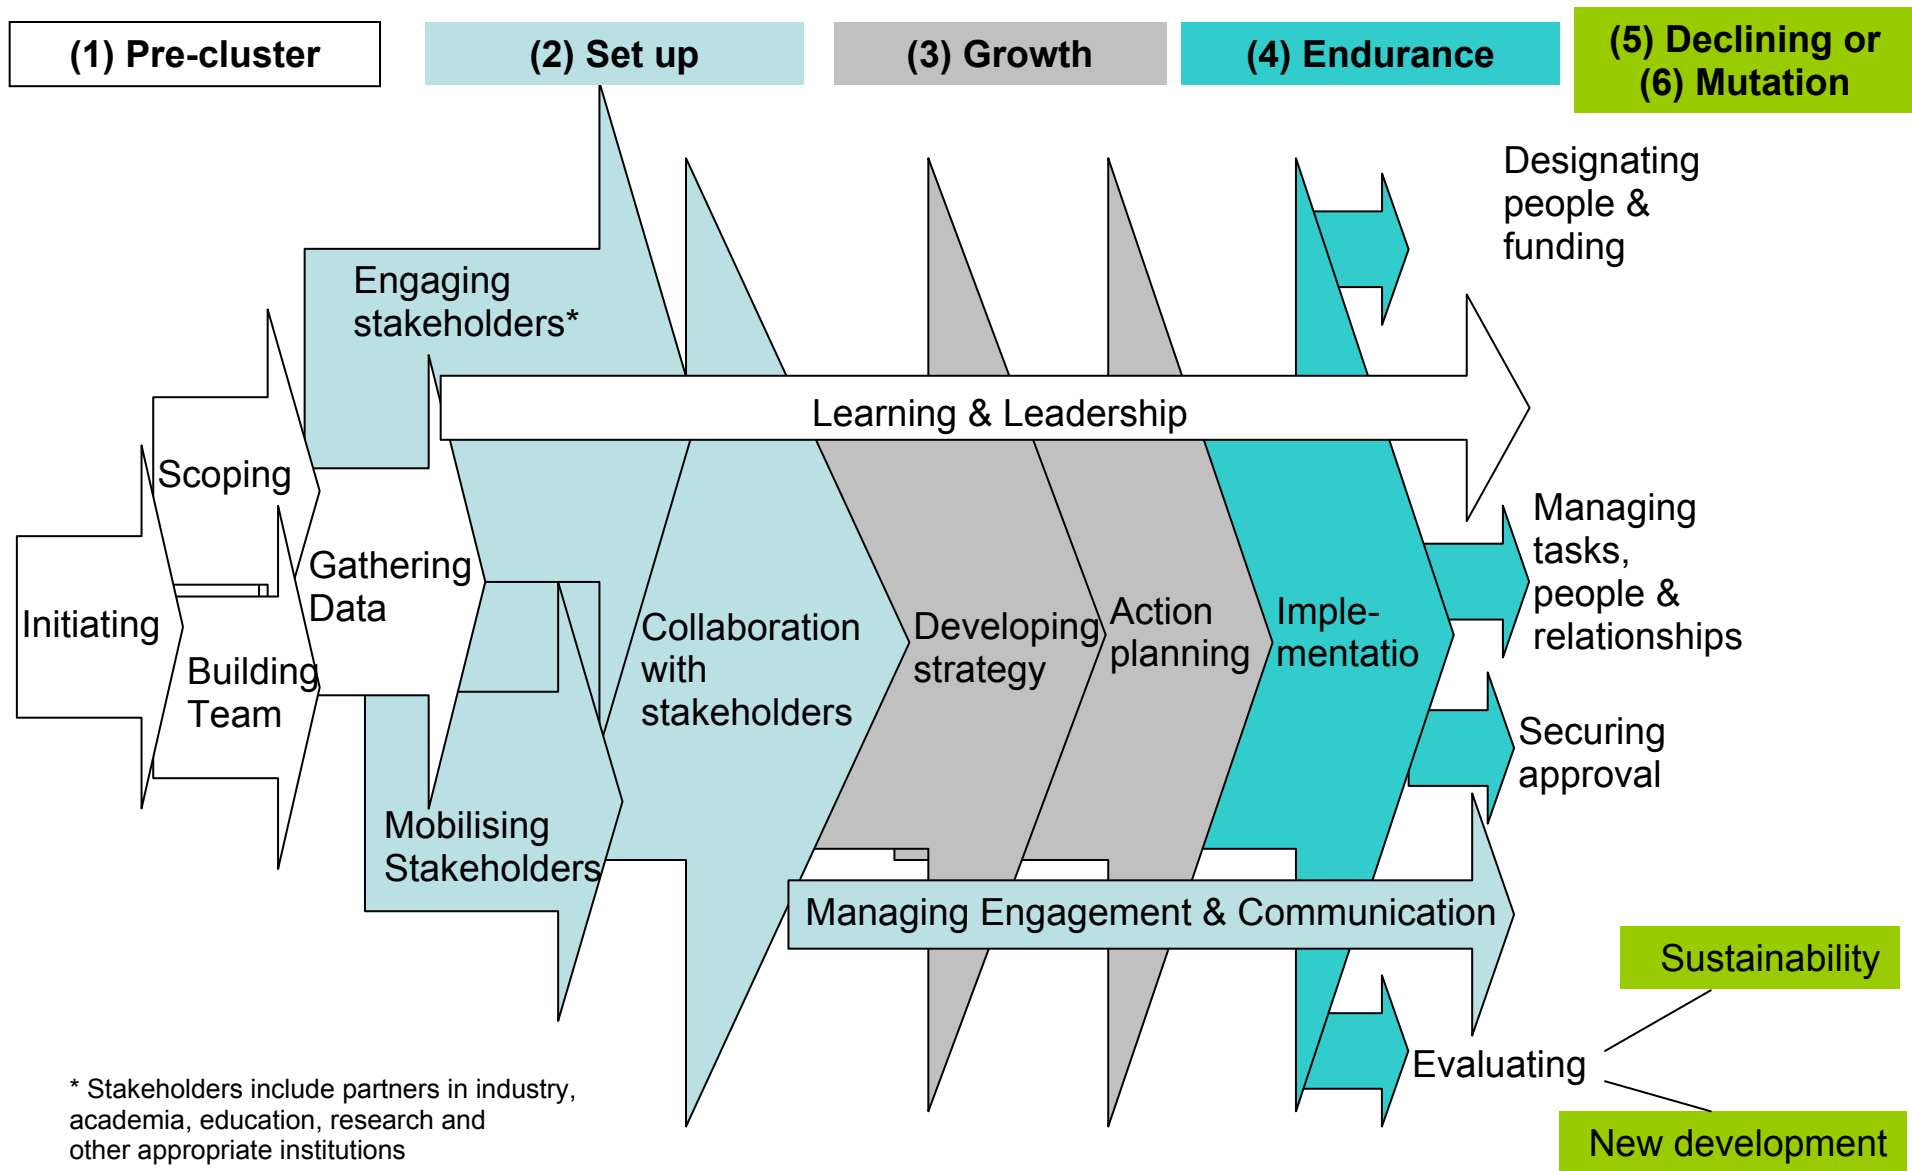 (1) Pre-cluster
(2) Set up
(3) Growth
(4) Endurance
(5) Declining or
(6) Mutation
Designating
people &
funding
Engaging
stakeholders*
Learning & Leadership
Scoping
Gathering
Data
Initiating
Building
Team
Collaboration
with
stakeholders
Developing
strategy
Action
planning
Imple-
mentatio
Managing
tasks,
people &
relationships
Securing
approval
Mobilising
Stakeholders
Managing Engagement & Communication
Sustainability
Evaluating
New development
* Stakeholders include partners in industry,
academia, education, research and
other appropriate institutions